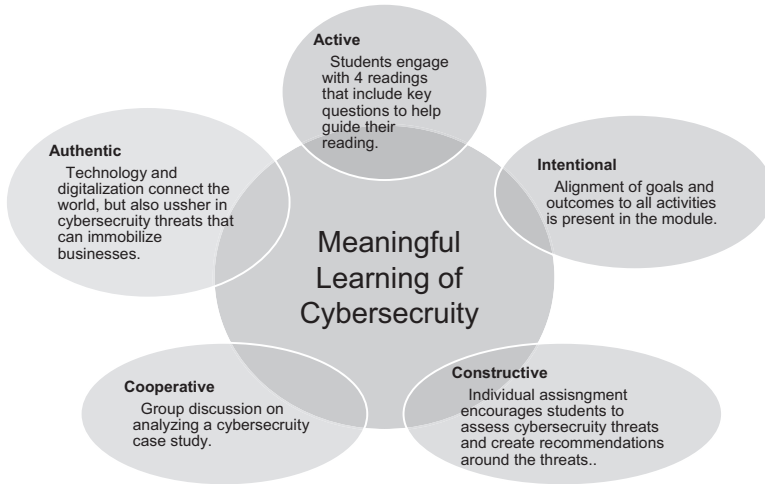 Active
Students engage
with 4 readings
that include key
questions to help
guide their
reading.
Authentic
Technology and
digitalization connect the
world, but also ussher in
cybersecruity threats that
can immobilize
businesses.
Intentional
Alignment of goals and
outcomes to all activities
is present in the module.
Meaningful
Learning of
Cybersecruity
Cooperative
Group discussion on
analyzing a cybersecruity
case study.
Constructive
Individual assisngment
encourages students to
assess cybersecruity threats
and create recommendations
around the threats..